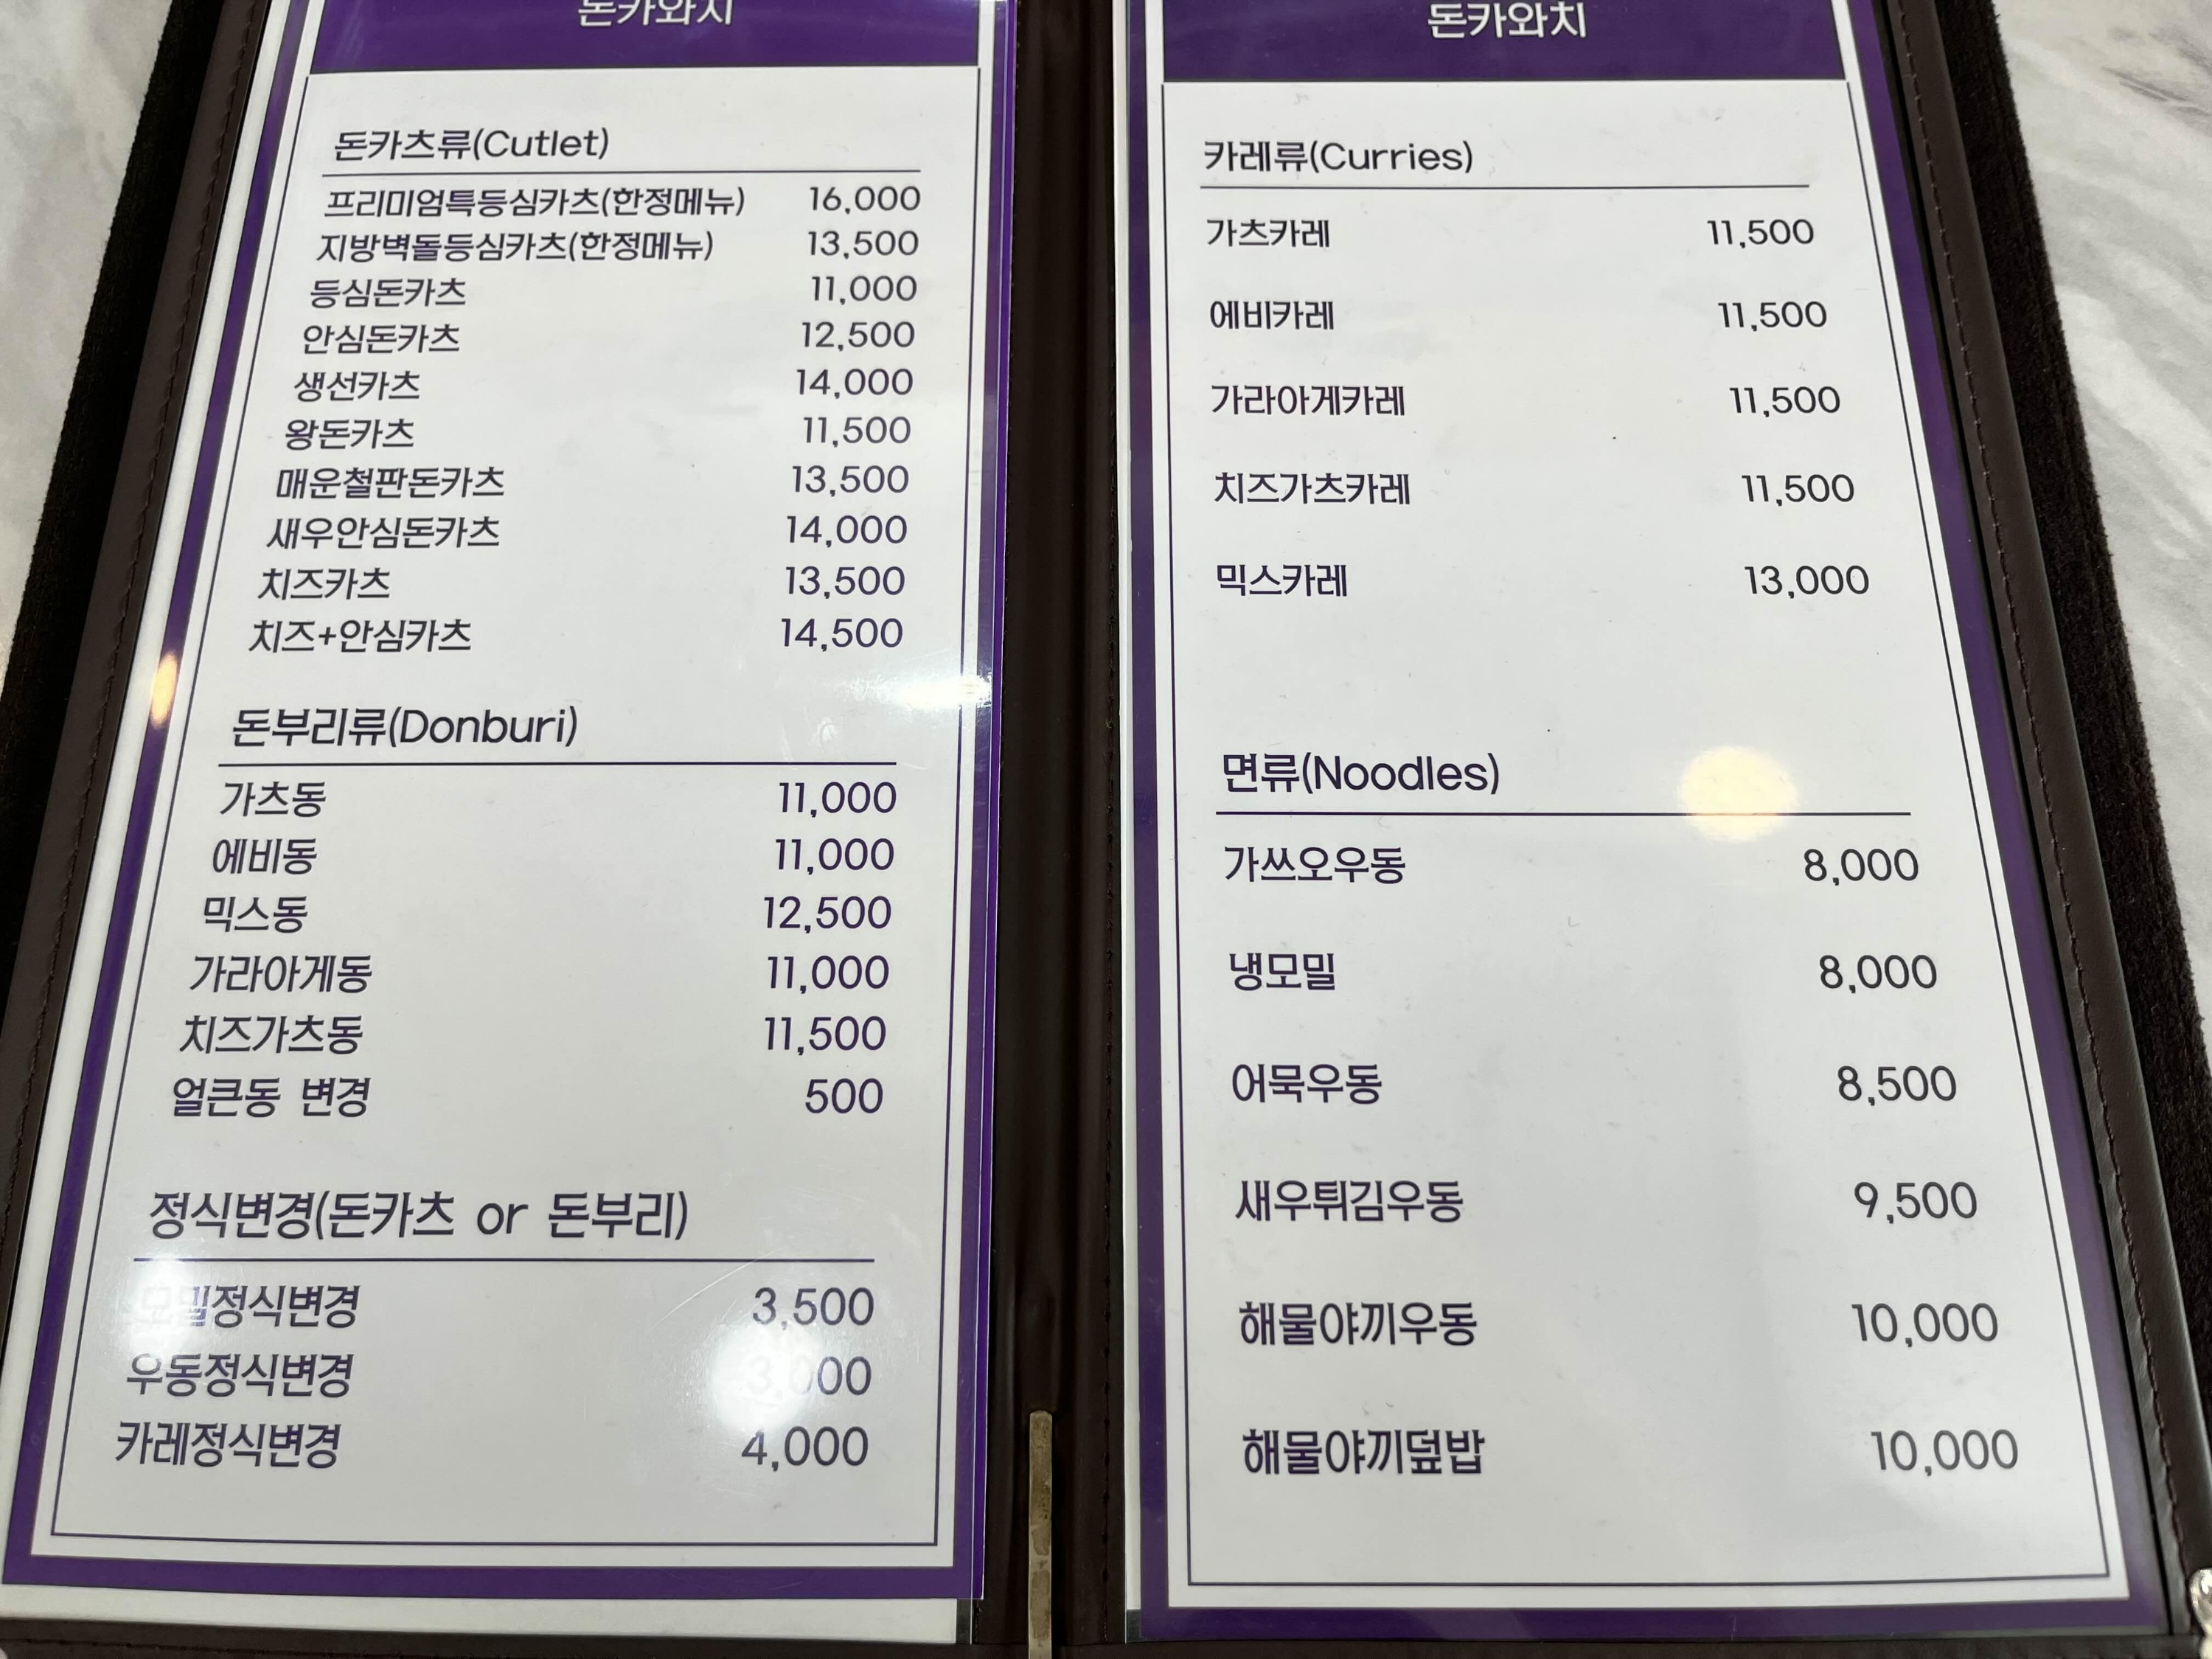 돈카와치
돈카츠류(Cutlet)
프리미엄특등심카츠(한정메뉴) 16,000
지방벽돌등심카츠(한정메뉴) 13,500
등심돈카츠 11,000
안심돈카츠 12,500
생선카츠 14,000
왕돈카츠 11,500
매운철판돈카츠 13,500
새우안심돈카츠 14,000
치즈카츠 13,500
치즈+안심카츠 14,500
돈부리류(Donburi)
가츠동 11,000
에비동 11,000
믹스동 12,500
가라아게동 11,000
치즈가츠동 11,500
얼큰동 변경 500
정식변경(돈카츠 or 돈부리)
모밀정식변경 3,500
우동정식변경 3,000
카레정식변경 4,000
돈카와치
카레류(Curries)
가츠카레 11,500
에비카레 11,500
가라아게카레 11,500
치즈가츠카레 11,500
믹스카레 13,000
면류(Noodles)
가쓰오우동 8,000
냉모밀 8,000
어묵우동 8,500
새우튀김우동 9,500
해물야끼우동 10,000
해물야끼덮밥 10,000